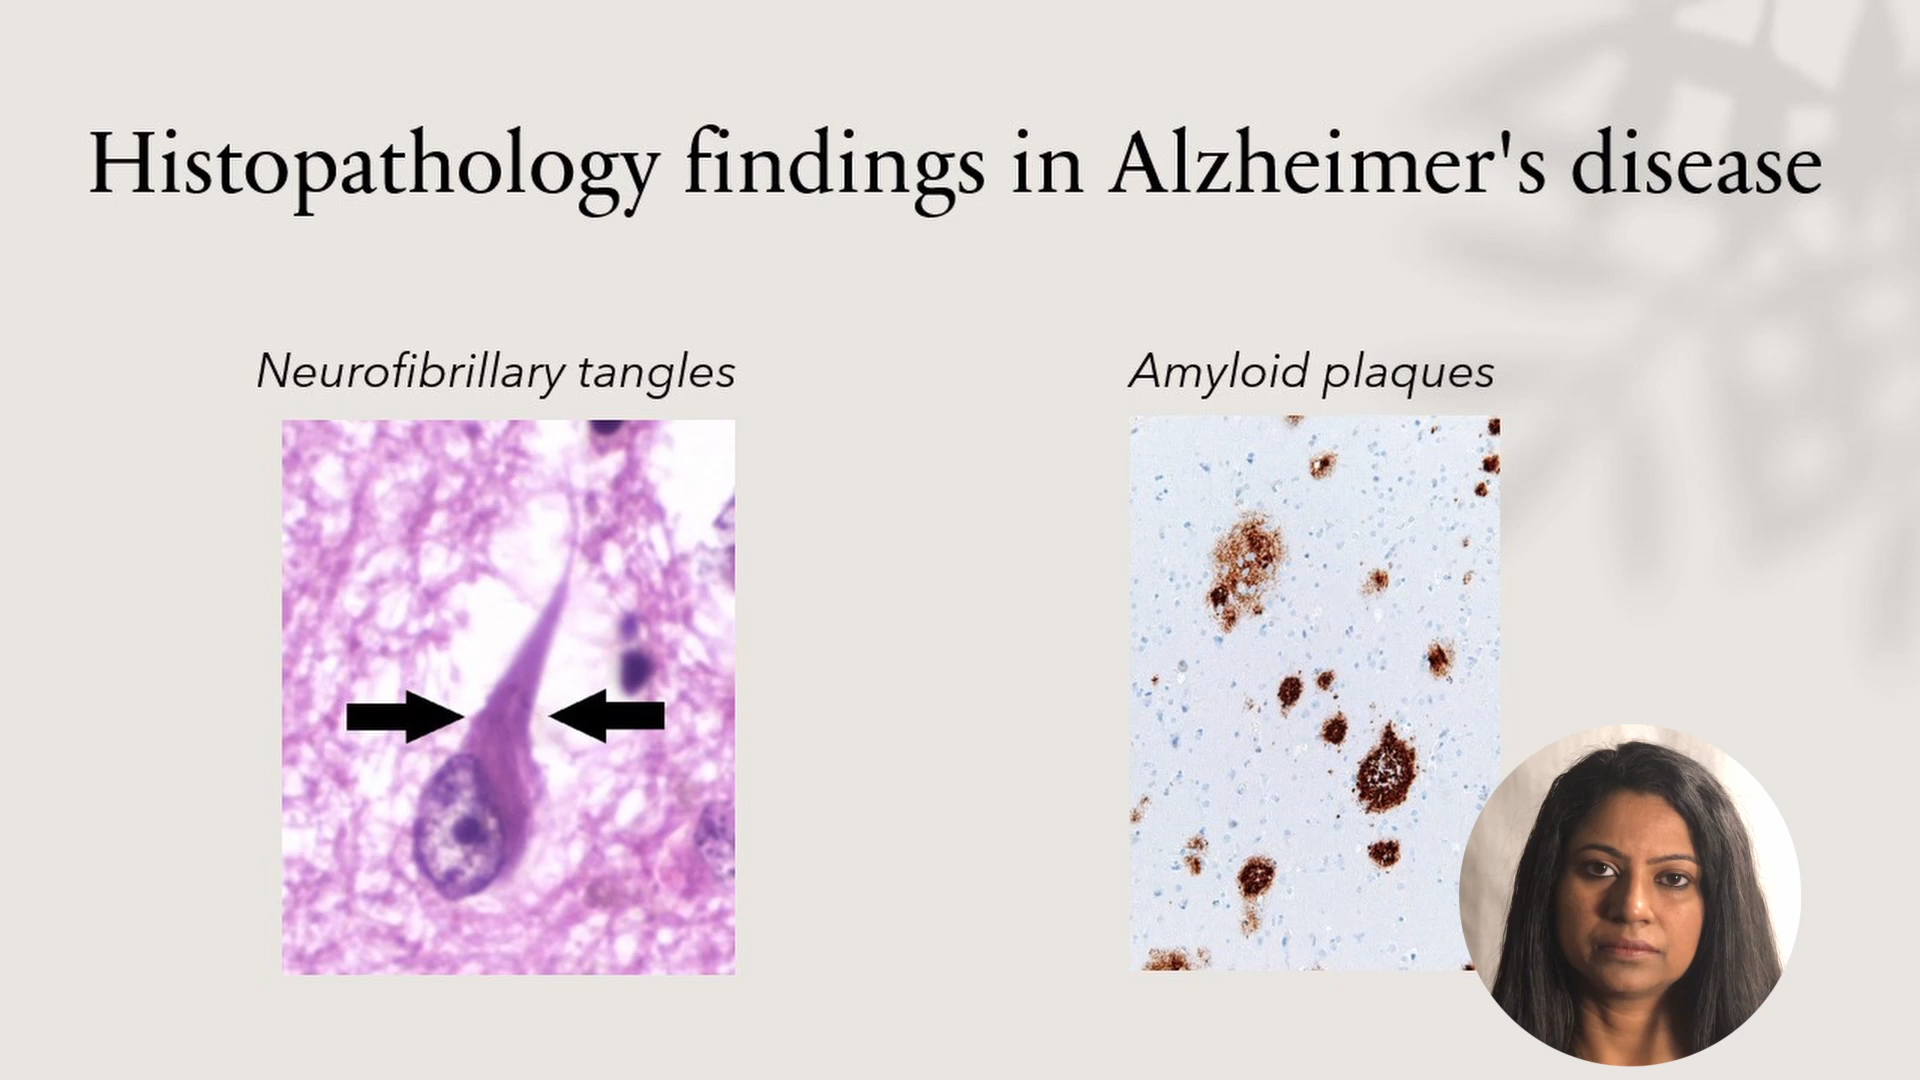 Histopathology findings in Alzheimer's disease
Neurofibrillary tangles
Amyloid plaques